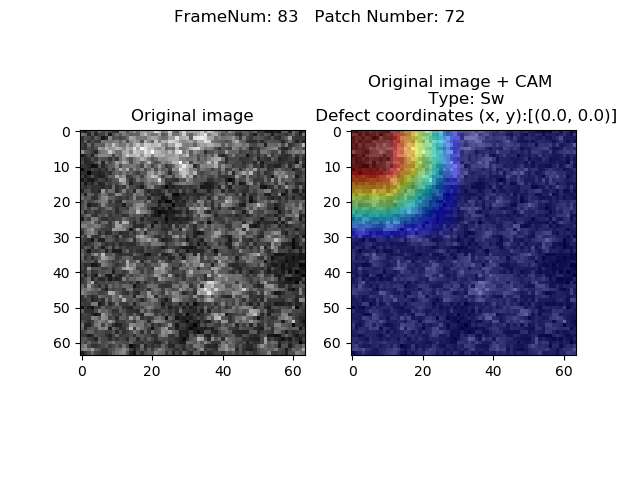 FrameNum: 83   Patch Number: 72
Original image
0
10
20
30
40
50
60
0 20 40 60
Original image + CAM
Type: Sw
Defect coordinates (x, y):[(0.0, 0.0)]
0
10
20
30
40
50
60
0 20 40 60